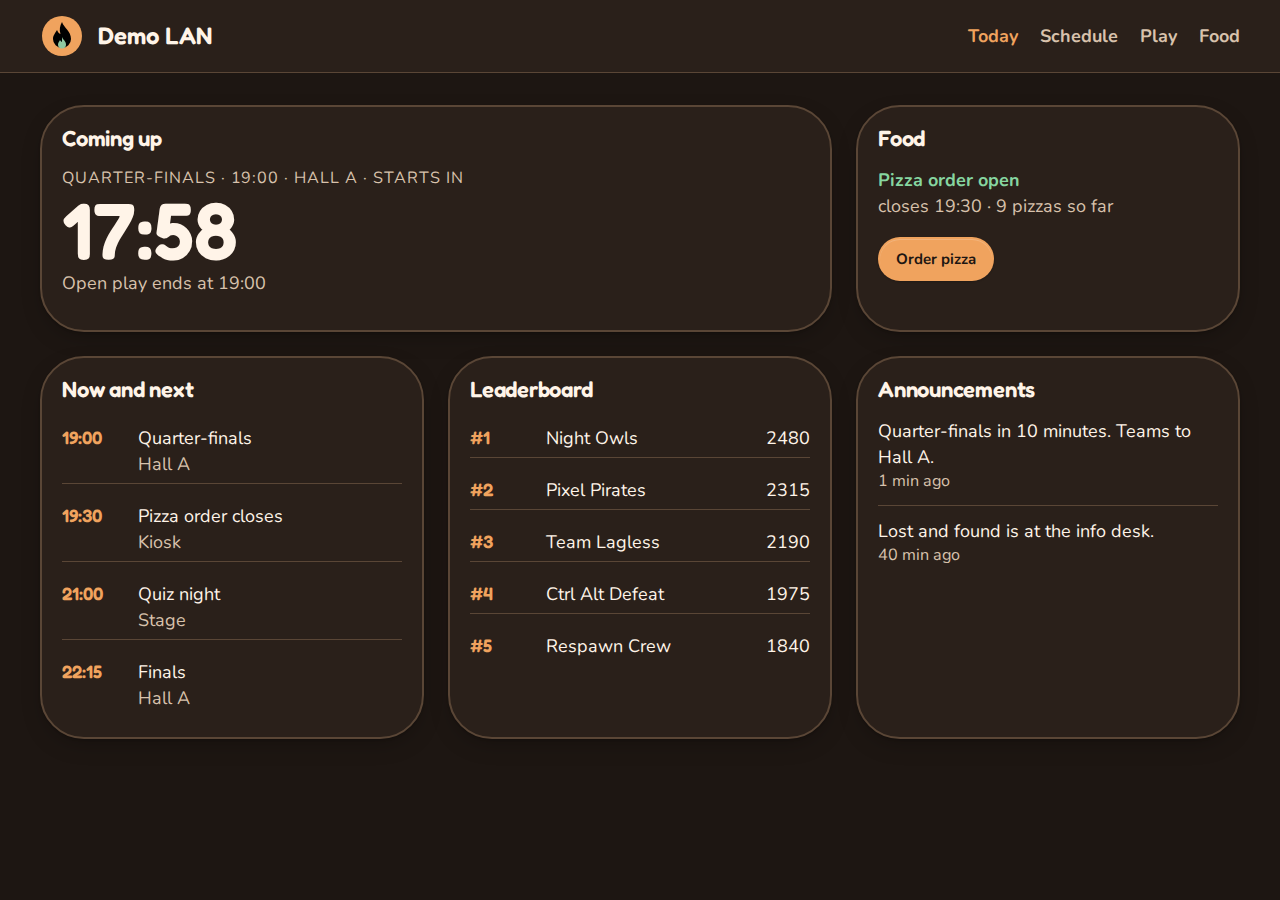 Demo LAN
Today
Schedule
Play
Food
Coming up
QUARTER-FINALS · 19:00 · HALL A · STARTS IN
17:58
Open play ends at 19:00
Food
Pizza order open
closes 19:30 · 9 pizzas so far
Order pizza
Now and next
19:00 Quarter-finals
Hall A
19:30 Pizza order closes
Kiosk
21:00 Quiz night
Stage
22:15 Finals
Hall A
Leaderboard
#1 Night Owls 2480
#2 Pixel Pirates 2315
#3 Team Lagless 2190
#4 Ctrl Alt Defeat 1975
#5 Respawn Crew 1840
Announcements
Quarter-finals in 10 minutes. Teams to
Hall A.
1 min ago
Lost and found is at the info desk.
40 min ago